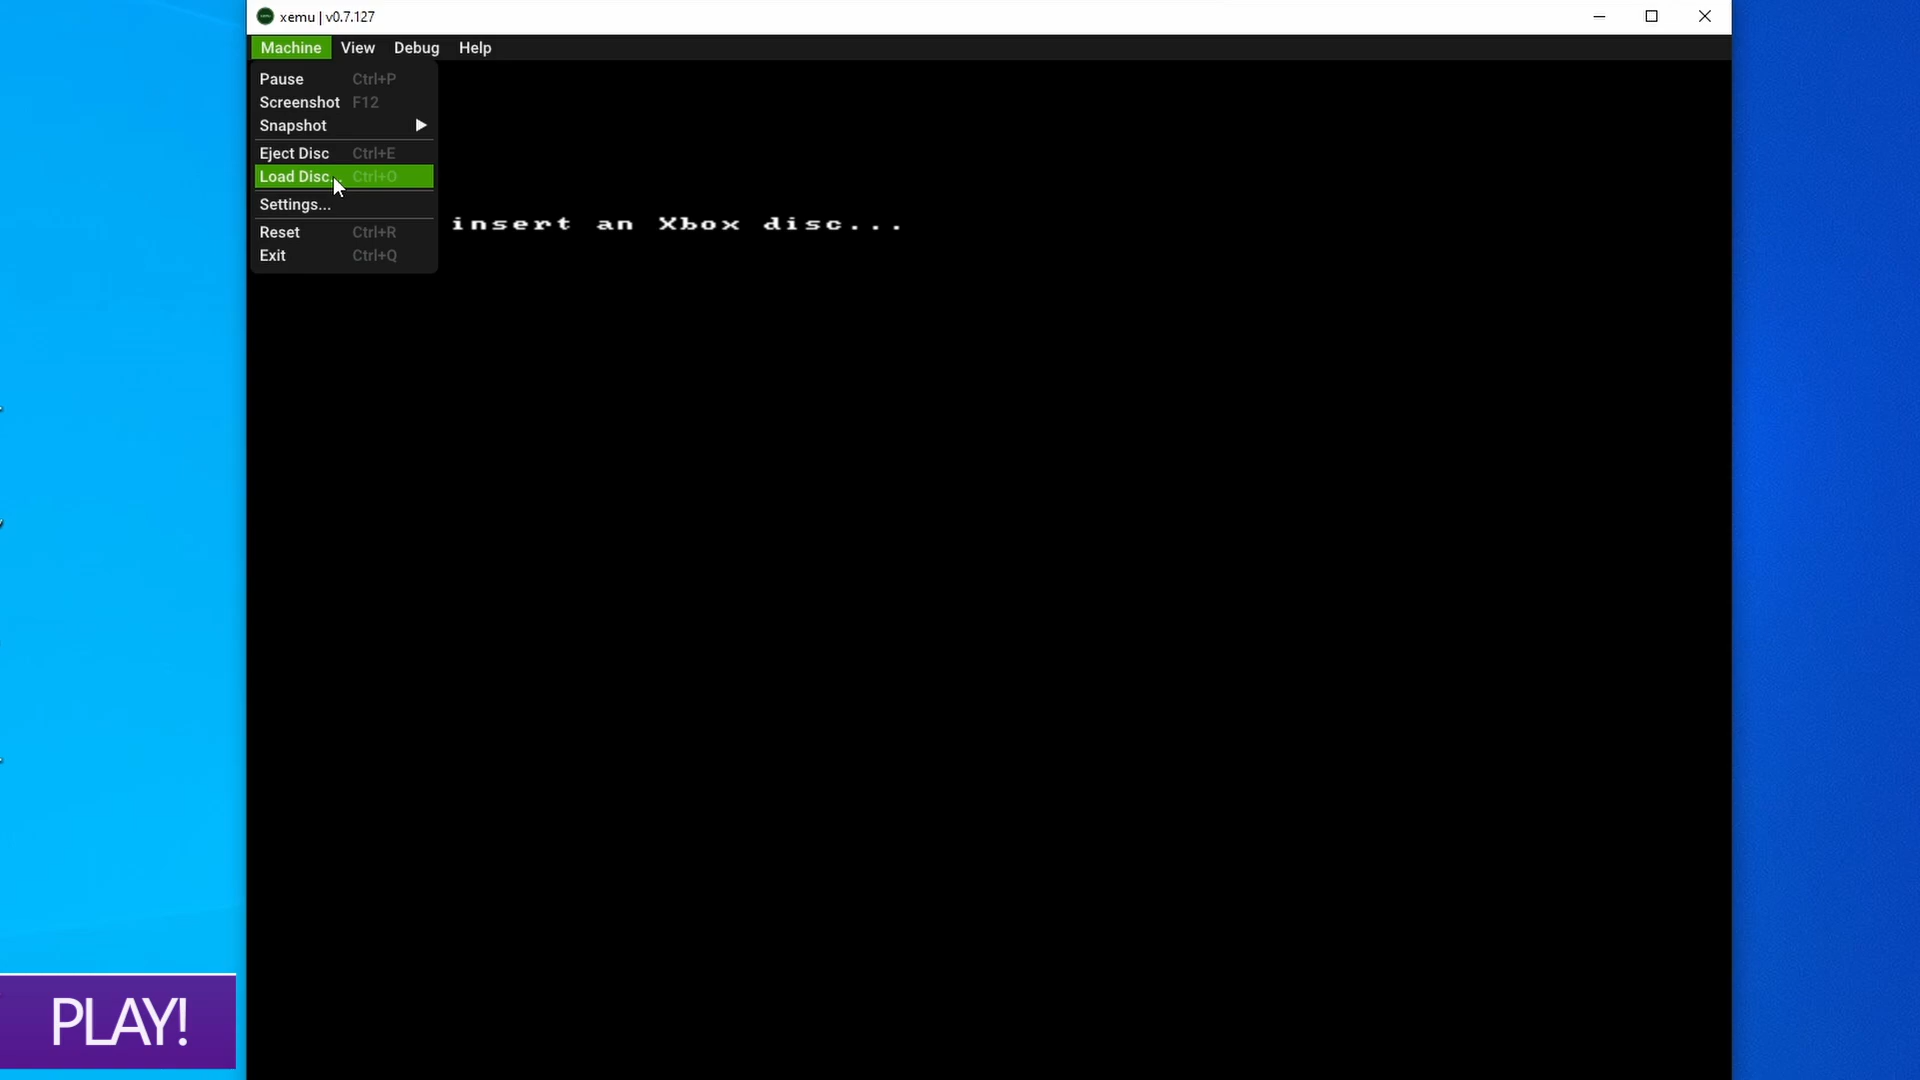 xemu | v0.7.127
Machine View Debug Help
Pause Ctrl+P
Screenshot F12
Snapshot
Eject Disc Ctrl+E
Load Disc... Ctrl+O
Settings...
insert an Xbox disc...
Reset Ctrl+R
Exit Ctrl+Q
PLAY!